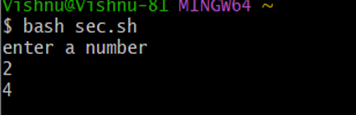 Vishnu@Vishnu-81 MINGW64 ~
$ bash sec.sh
enter a number
2
4